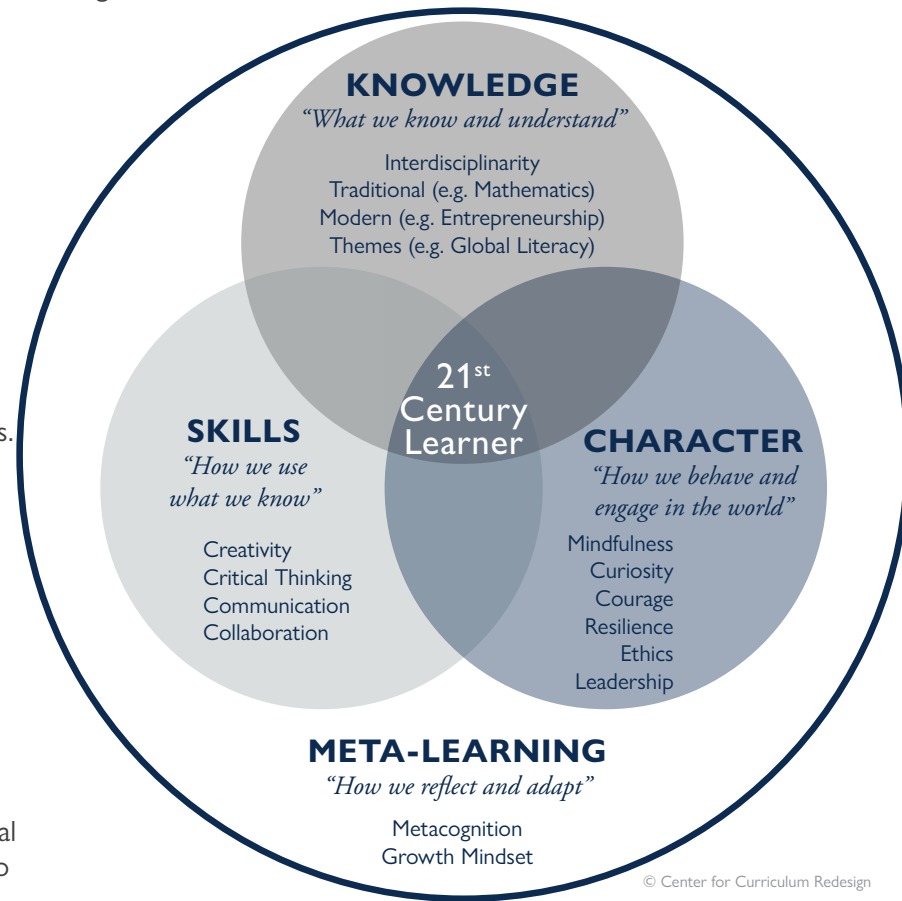 KNOWLEDGE
“What we know and understand”
Interdisciplinarity
Traditional (e.g. Mathematics)
Modern (e.g. Entrepreneurship)
Themes (e.g. Global Literacy)
21st
Century
Learner
s.
SKILLS
“How we use
what we know”
Creativity
Critical Thinking
Communication
Collaboration
CHARACTER
“How we behave and
engage in the world”
Mindfulness
Curiosity
Courage
Resilience
Ethics
Leadership
META-LEARNING
“How we reflect and adapt”
Metacognition
Growth Mindset
al
o
© Center for Curriculum Redesign